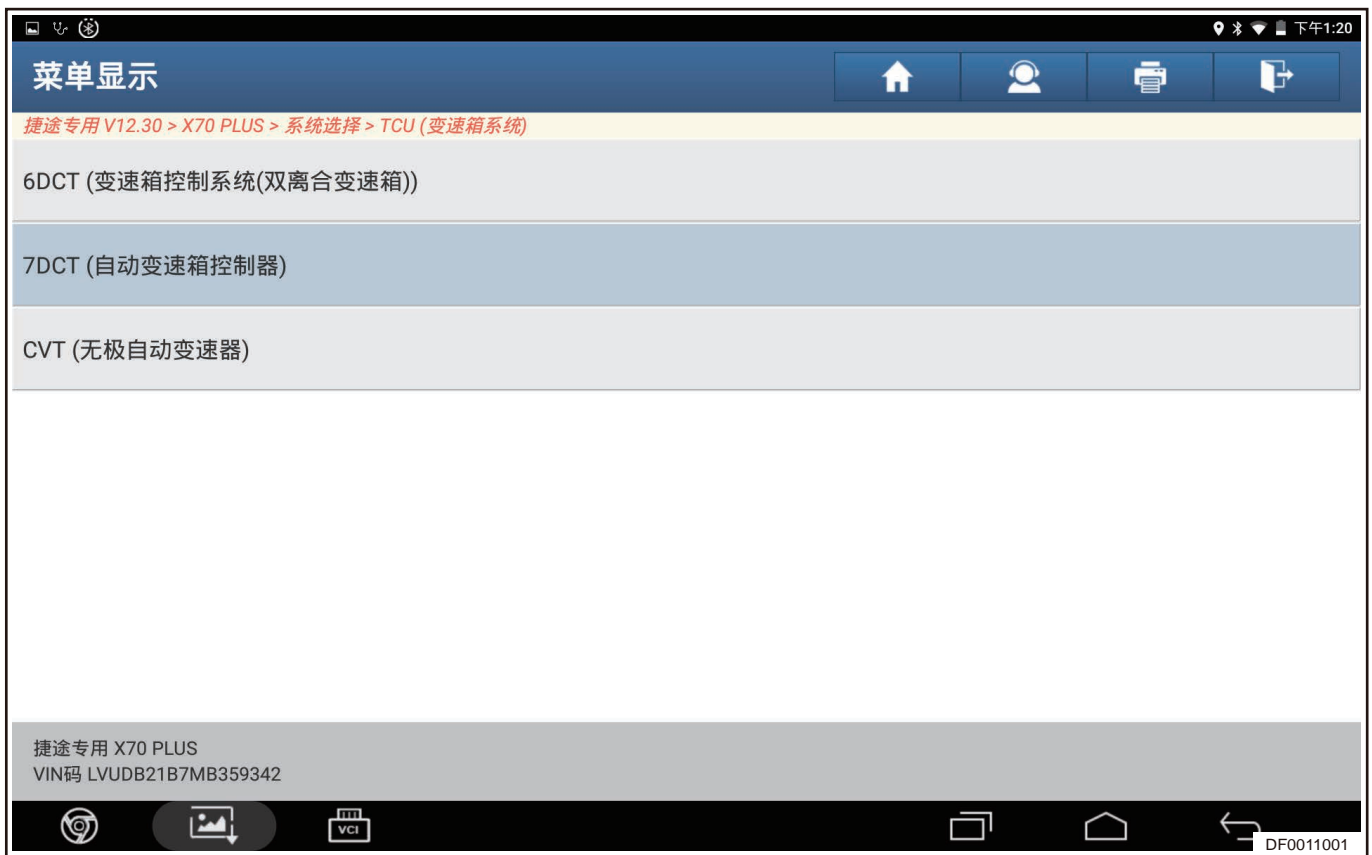 下午1:20
菜单显示
捷途专用 V12.30 > X70 PLUS > 系统选择 > TCU (变速箱系统)
6DCT (变速箱控制系统(双离合变速箱))
7DCT (自动变速箱控制器)
CVT (无极自动变速器)
捷途专用 X70 PLUS
VIN码 LVUDB21B7MB359342
VCI
DF0011001